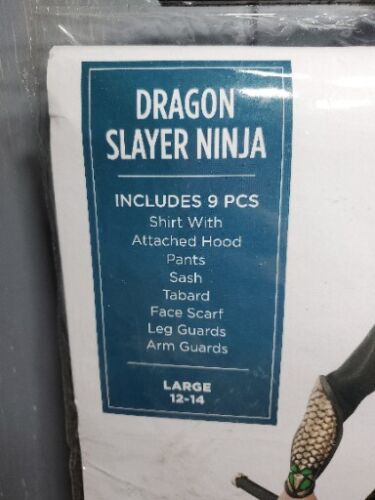 DRAGON
SLAYER NINJA
INCLUDES 9 PCS
Shirt With
Attached Hood
Pants
Sash
Tabard
Face Scarf
Leg Guards
Arm Guards
LARGE
12-14